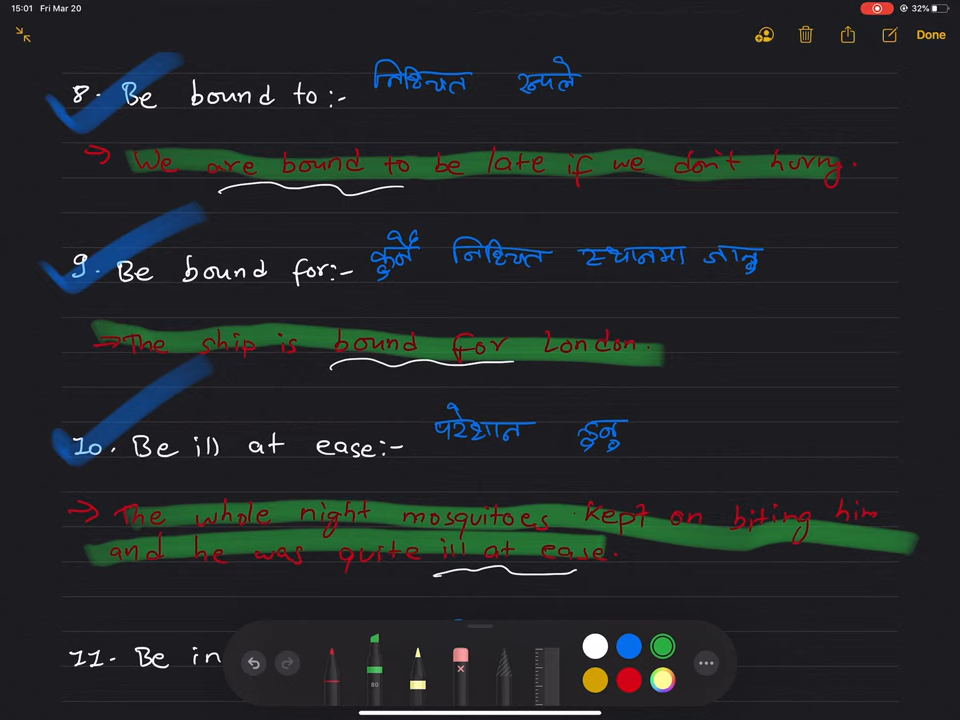 15:01 Fri Mar 20
32%
Done
8. Be bound to:- निश्चित रूपले
→ We are bound to be late if we don't hurry.
9. Be bound for:- कुनै निश्चित स्थानमा जानु
→ The ship is bound for London.
10. Be ill at ease:- परेशान हुनु
→ The whole night mosquitoes kept on biting him
and he was quite ill at ease.
11. Be in
80